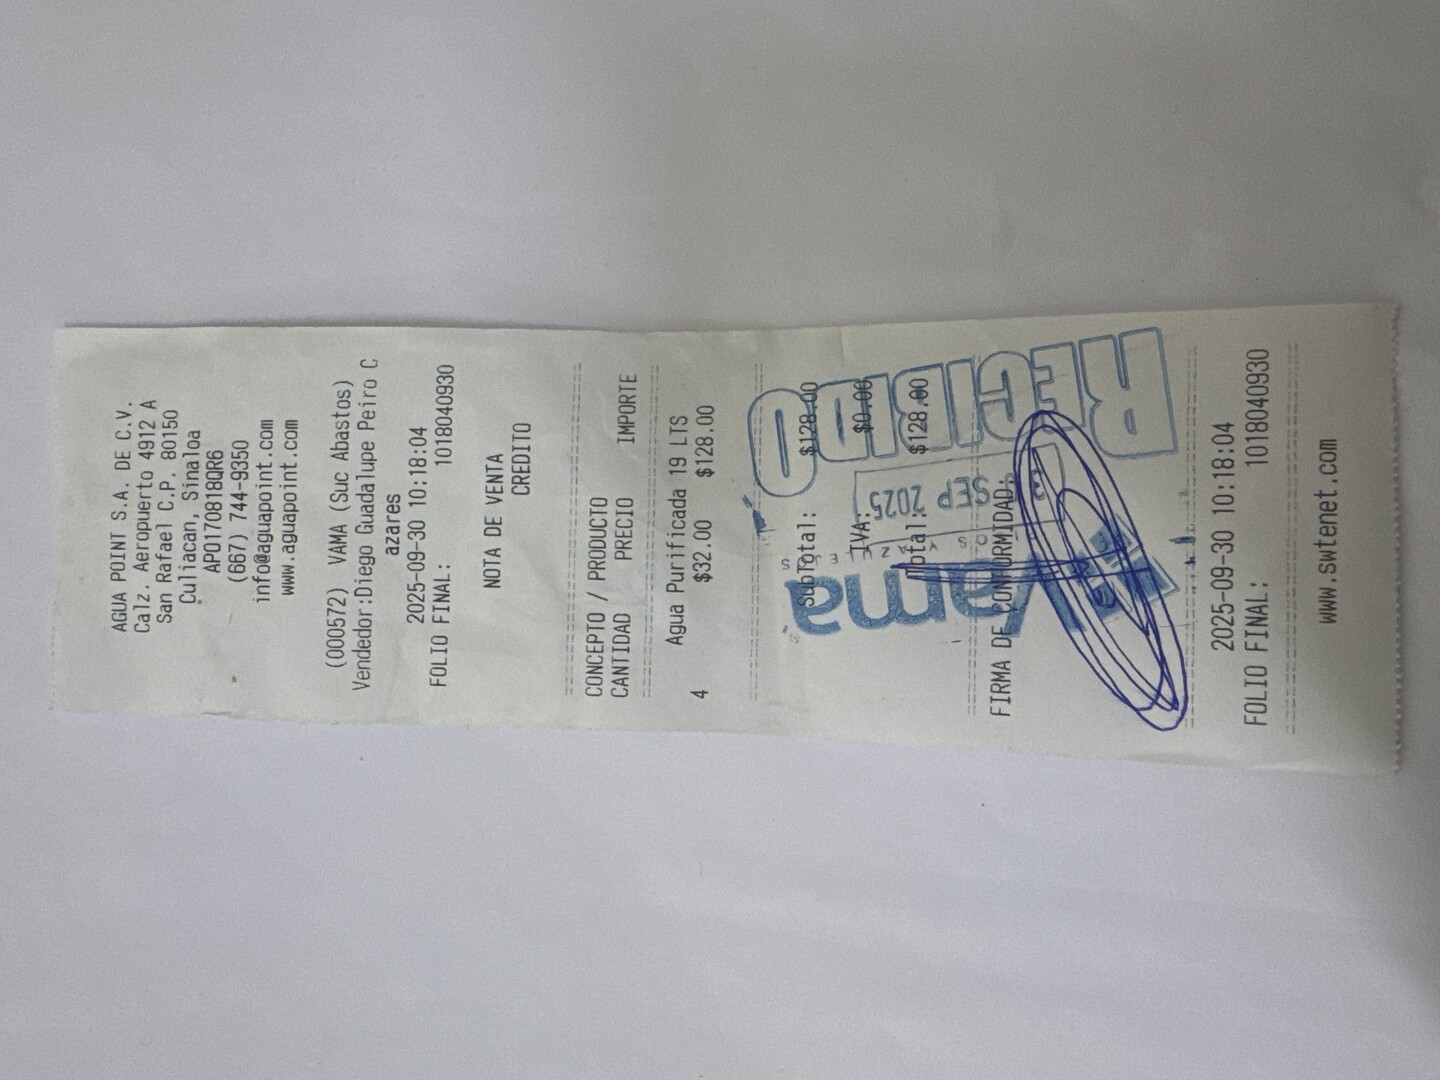 AGUA POINT S.A. DE C.V.
Calz. Aeropuerto 4912 A
San Rafael C.P. 80150
Culiacan, Sinaloa
APO170818QR6
(667) 744-9350
info@aguapoint.com
www.aguapoint.com
(000572) VAMA (Suc Abastos)
Vendedor:Diego Guadalupe Peiro C
azares
2025-09-30 10:18:04
FOLIO FINAL: 1018040930
NOTA DE VENTA
CREDITO
CONCEPTO / PRODUCTO
CANTIDAD PRECIO IMPORTE
Agua Purificada 19 LTS
4 $32.00 $128.00
SubTotal: $128.00
IVA: $0.00
Total: $128.00
RECIBIDO
SEP 2025
Vama
FIRMA DE CONFORMIDAD:
2025-09-30 10:18:04
FOLIO FINAL: 1018040930
www.swtenet.com